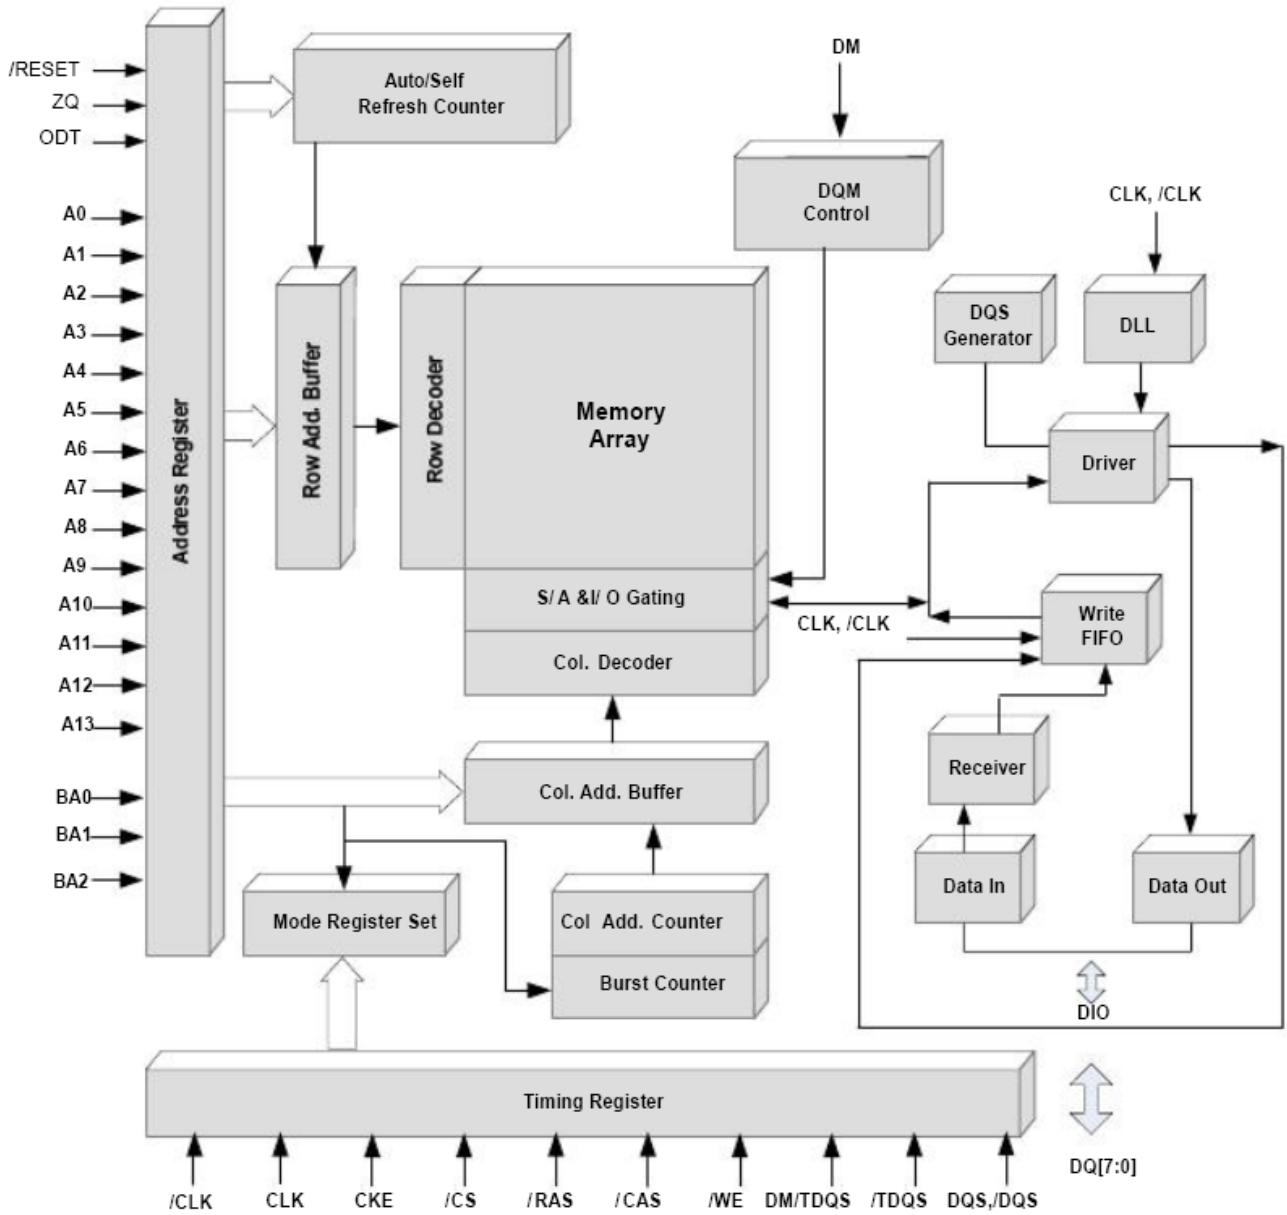 /RESET
ZQ
ODT
A0
A1
A2
A3
A4
A5
A6
A7
A8
A9
A10
A11
A12
A13
BA0
BA1
BA2
Address Register
Auto/Self
Refresh Counter
Row Add. Buffer
Row Decoder
Memory
Array
S/ A &I/ O Gating
Col. Decoder
Col. Add. Buffer
Mode Register Set
Col Add. Counter
Burst Counter
DM
DQM
Control
CLK, /CLK
DQS
Generator
DLL
Driver
CLK, /CLK
Write
FIFO
Receiver
Data In
Data Out
DIO
Timing Register
DQ[7:0]
/CLK
CLK
CKE
/CS
/RAS
/ CAS
/WE
DM/TDQS
/TDQS
DQS,/DQS